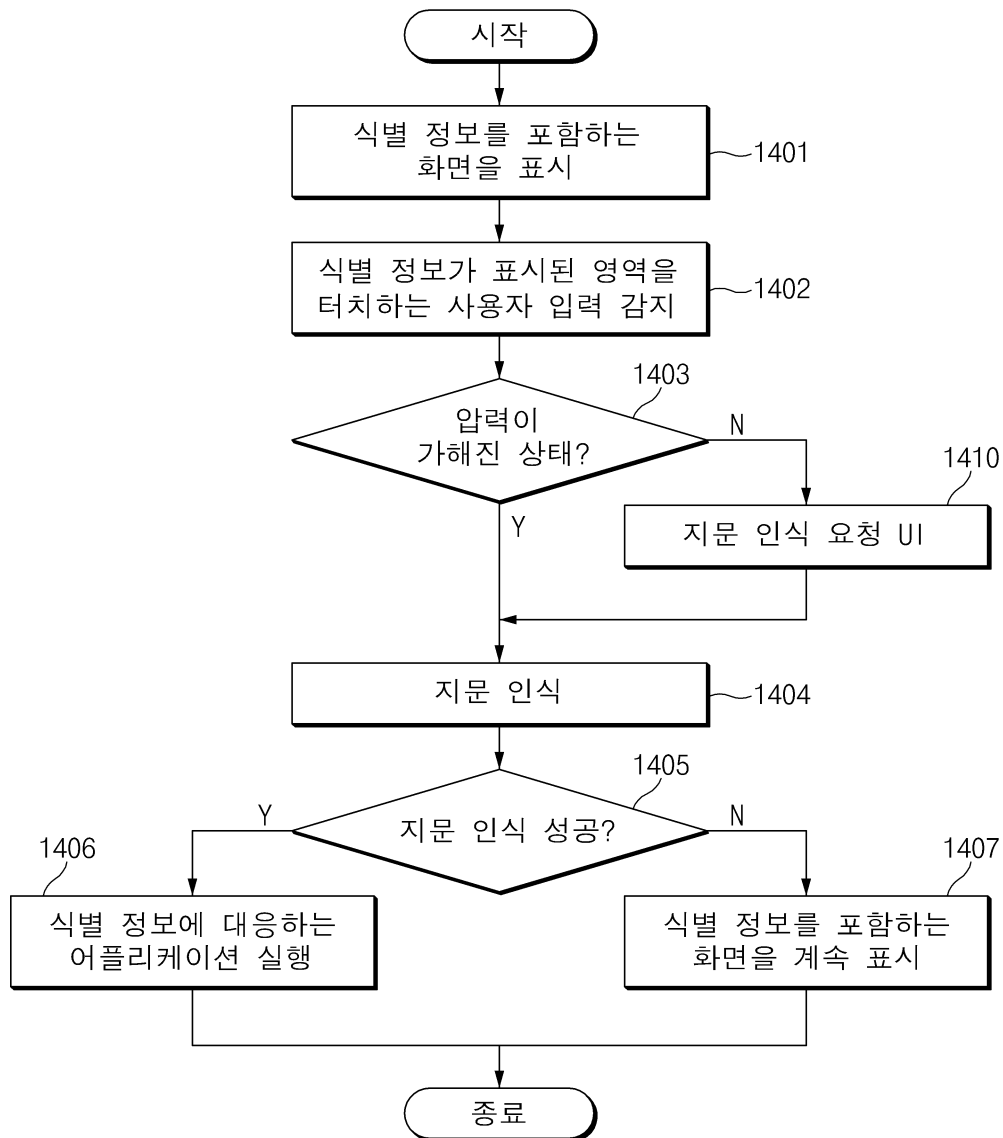 시작
식별 정보를 포함하는
화면을 표시
1401
식별 정보가 표시된 영역을
터치하는 사용자 입력 감지
1402
1403
압력이
가해진 상태?
N
1410
Y
지문 인식 요청 UI
지문 인식
1404
1405
Y
지문 인식 성공?
N
1406
1407
식별 정보에 대응하는
어플리케이션 실행
식별 정보를 포함하는
화면을 계속 표시
종료